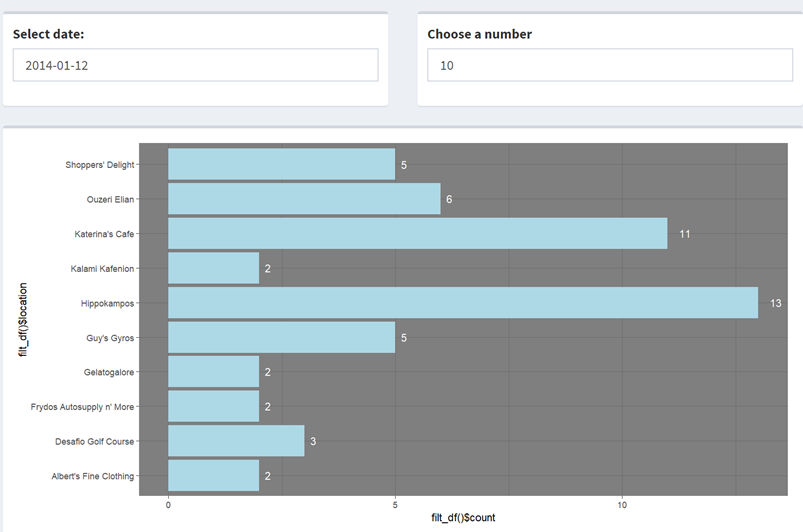 Select date:
Choose a number
2014-01-12
10
Shoppers' Delight
5
Ouzeri Elian
6
Katerina's Cafe
11
Kalami Kafenion
2
Hippokampos
13
Guy's Gyros
5
Gelatogalore
2
Frydos Autosupply n' More
2
Desafio Golf Course
3
Albert's Fine Clothing
2
filt_df()$location
0
5
10
filt_df()$count